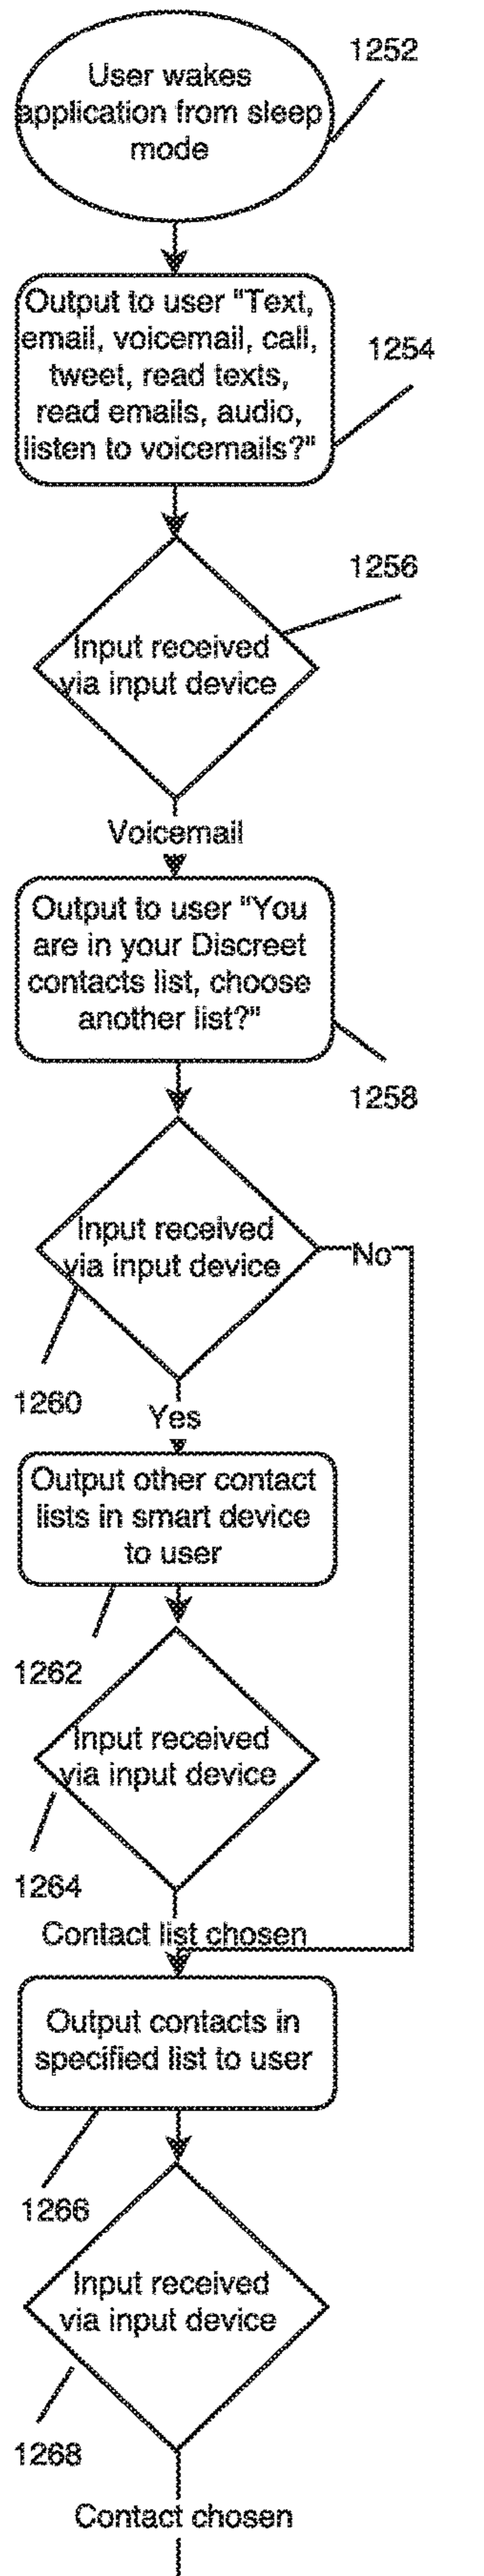 1252
User wakes
application from sleep
mode
Output to user "Text,
email, voicemail, call,
tweet, read texts,
read emails, audio,
listen to voicemails?"
1254
1256
Input received
via input device
Voicemail
Output to user "You
are in your Discreet
contacts list, choose
another list?"
1258
Input received
via input device
No
1260
Yes
Output other contact
lists in smart device
to user
1262
Input received
via input device
1264
Contact list chosen
Output contacts in
specified list to user
1266
Input received
via input device
1268
Contact chosen